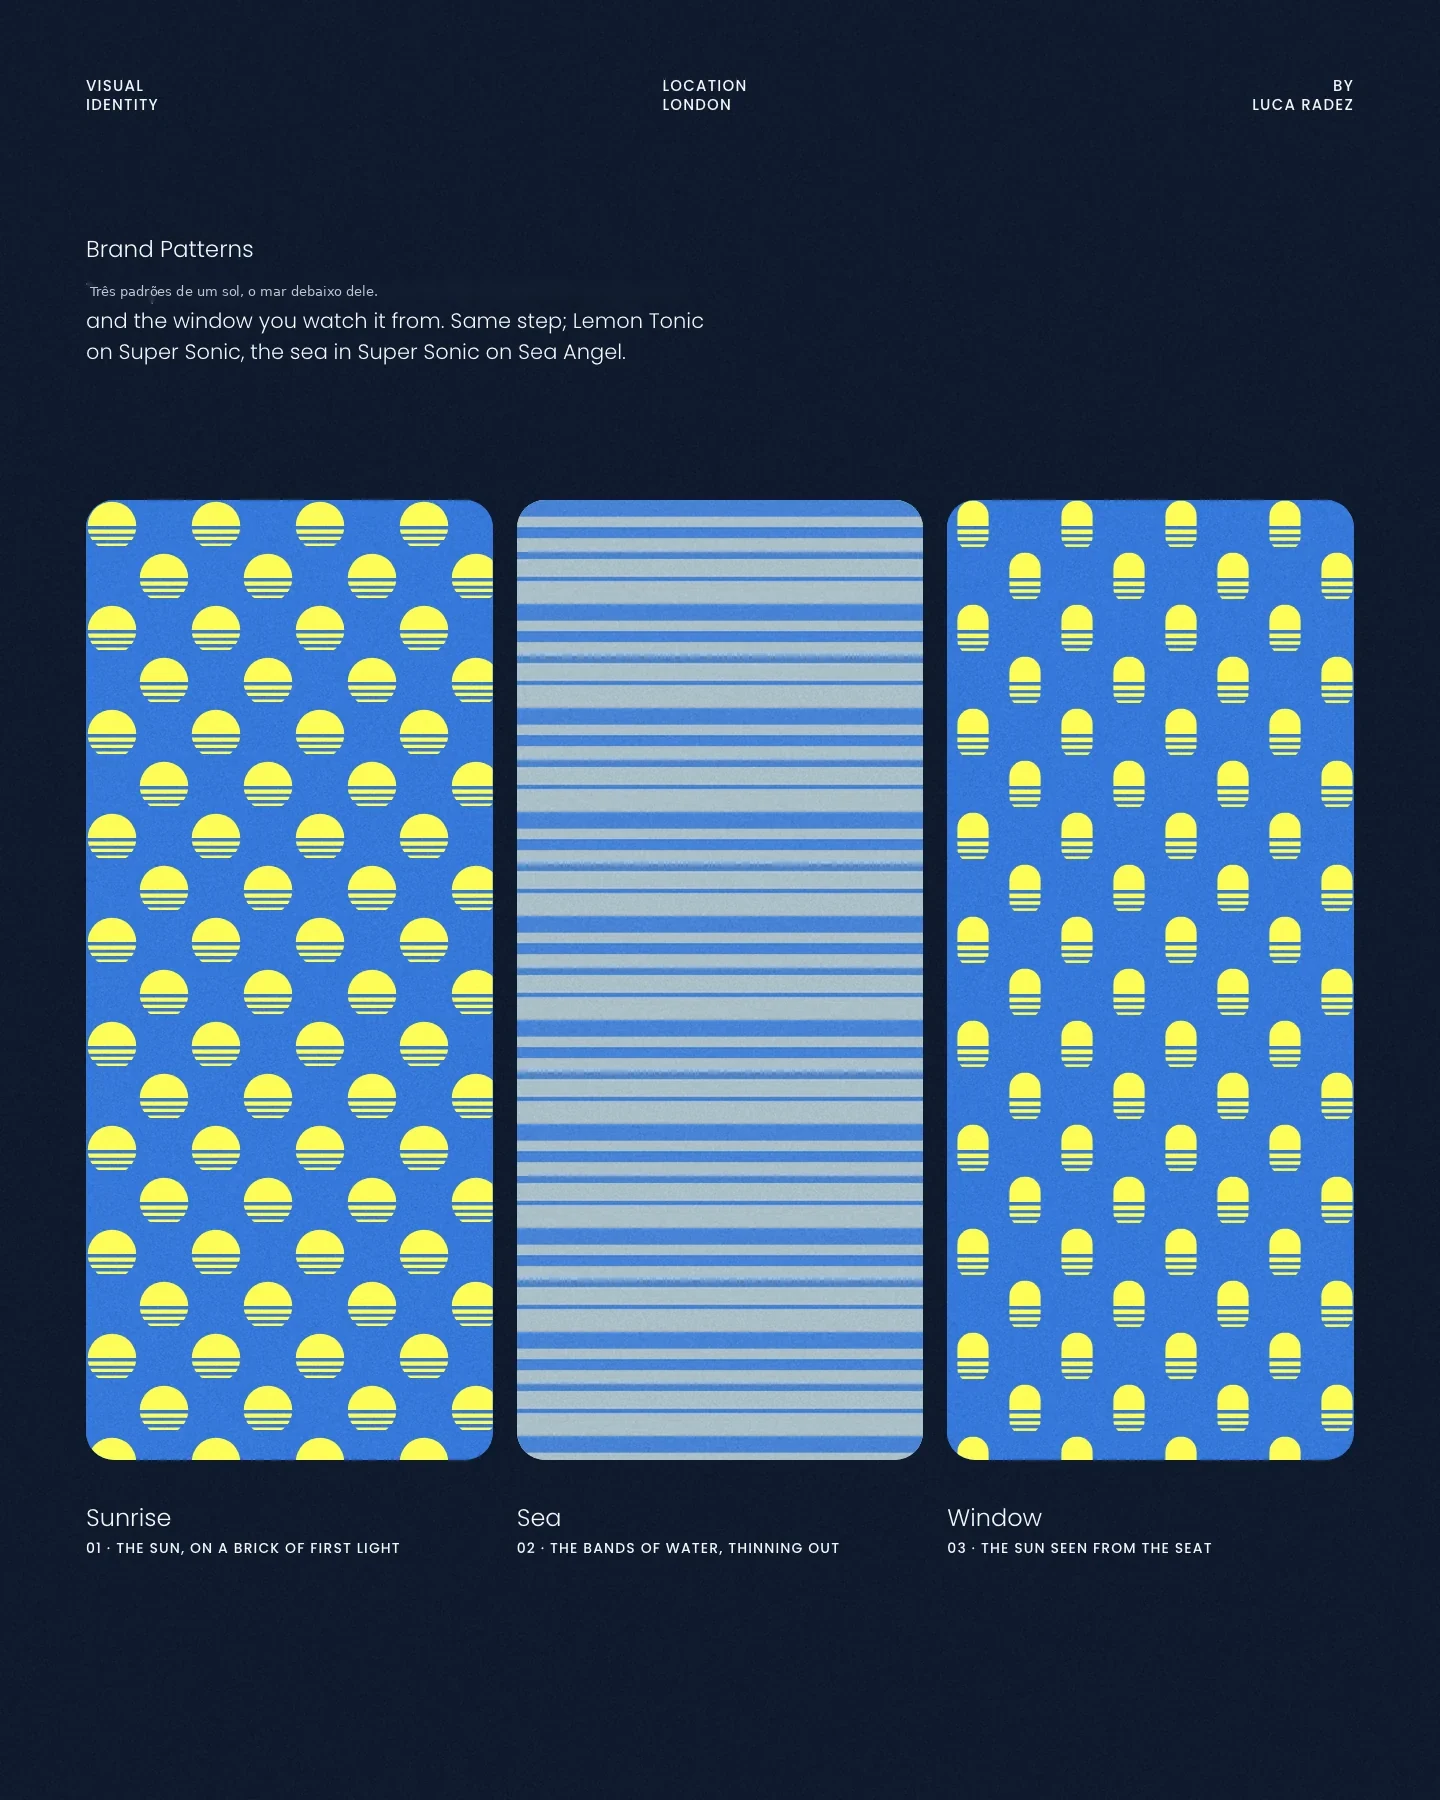 VISUAL
IDENTITY
LOCATION
LONDON
BY
LUCA RADEZ
Brand Patterns
Três padrões de um sol, o mar debaixo dele.
and the window you watch it from. Same step; Lemon Tonic
on Super Sonic, the sea in Super Sonic on Sea Angel.
Sunrise
01 · THE SUN, ON A BRICK OF FIRST LIGHT
Sea
02 · THE BANDS OF WATER, THINNING OUT
Window
03 · THE SUN SEEN FROM THE SEAT